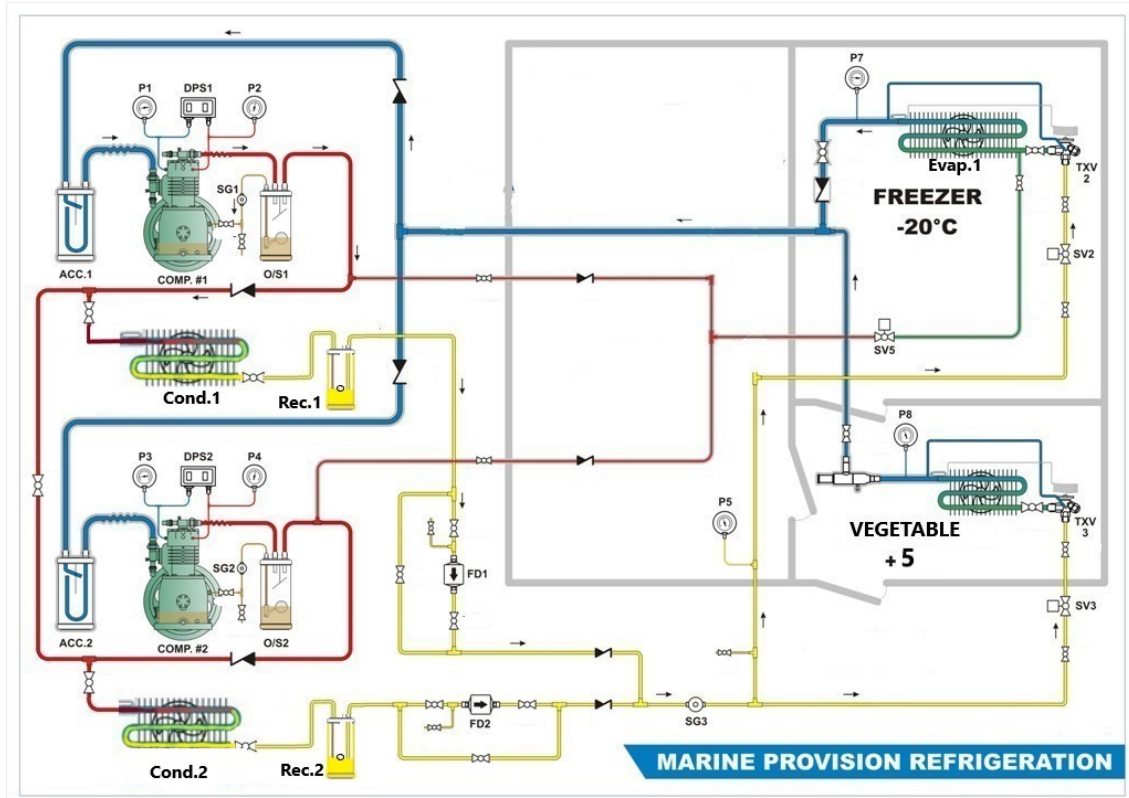 P1
DPS1
P2
SG1
ACC.1
COMP. #1
O/S1
Cond.1
Rec.1
P3
DPS2
P4
SG2
ACC.2
COMP. #2
O/S2
Cond.2
Rec.2
FD1
FD2
SG3
P5
P7
Evap.1
TXV
2
FREEZER
-20°C
SV2
SV5
P8
VEGETABLE
+5
TXV
3
SV3
MARINE PROVISION REFRIGERATION